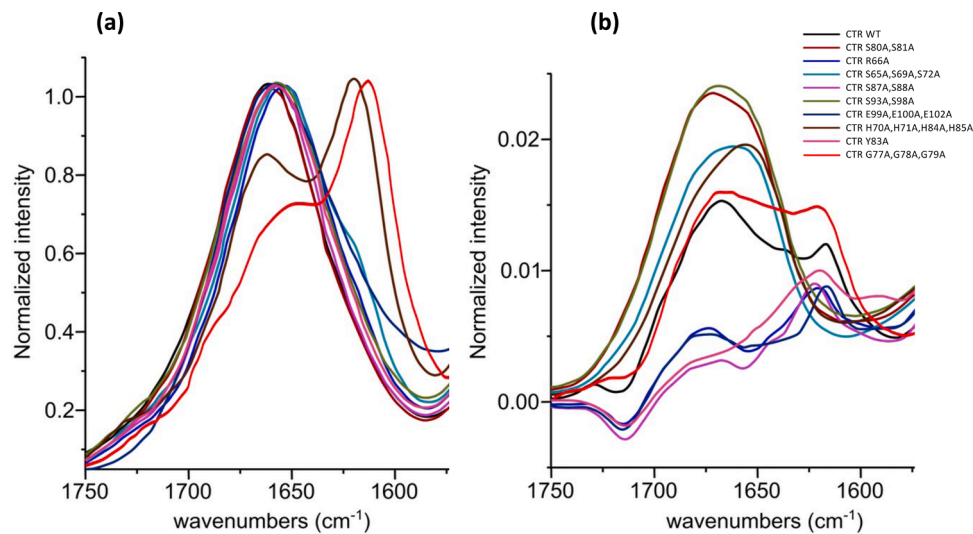 (a)
(b)
CTR WT
CTR S80A,S81A
CTR R66A
CTR S65A,S69A,S72A
CTR S87A,S88A
CTR S93A,S98A
CTR E99A,E100A,E102A
CTR H70A,H71A,H84A,H85A
CTR Y83A
CTR G77A,G78A,G79A
Normalized intensity
1.0
0.8
0.6
0.4
0.2
1750
1700
1650
1600
wavenumbers (cm⁻¹)
Normalized intensity
0.02
0.01
0.00
1750
1700
1650
1600
wavenumbers (cm⁻¹)